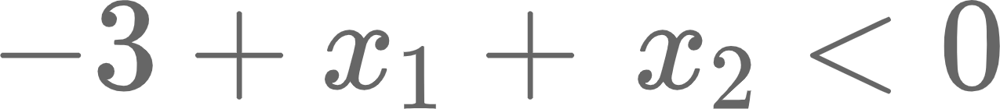 −3 + x₁ + x₂ < 0